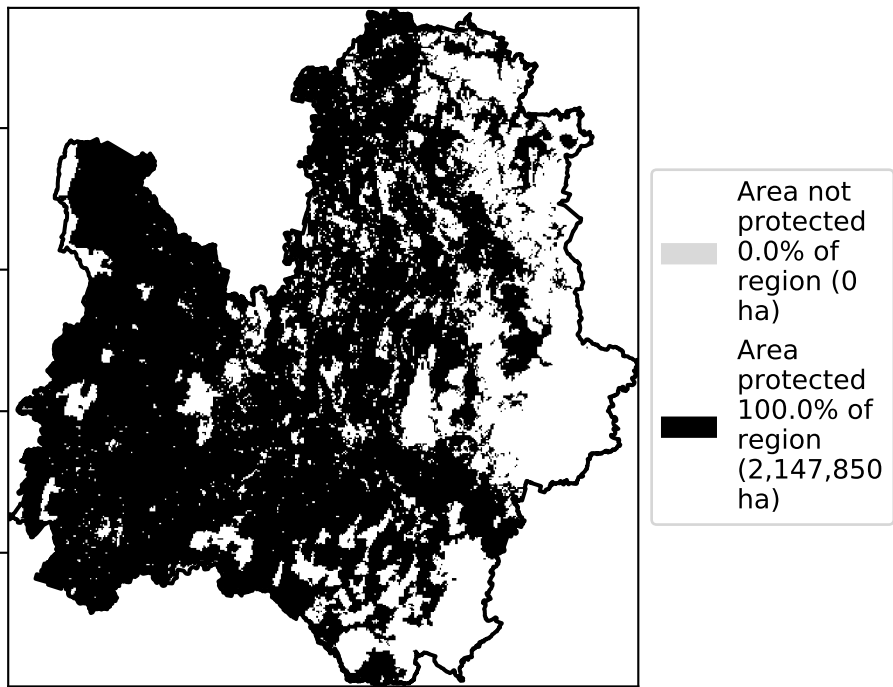 Area not
protected
0.0% of
region (0
ha)
Area
protected
100.0% of
region
(2,147,850
ha)